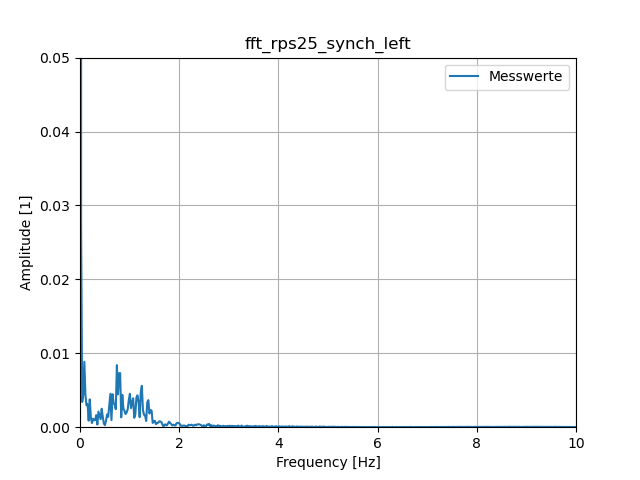 fft_rps25_synch_left
Messwerte
0.05
0.04
0.03
0.02
0.01
0.00
Amplitude [1]
0 2 4 6 8 10
Frequency [Hz]